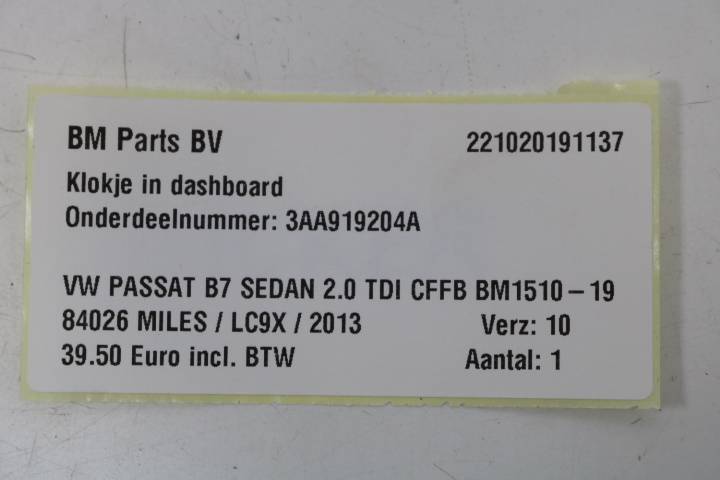 BM Parts BV 221020191137
Klokje in dashboard
Onderdeelnummer: 3AA919204A
VW PASSAT B7 SEDAN 2.0 TDI CFFB BM1510-19
84026 MILES / LC9X / 2013 Verz: 10
39.50 Euro incl. BTW Aantal: 1